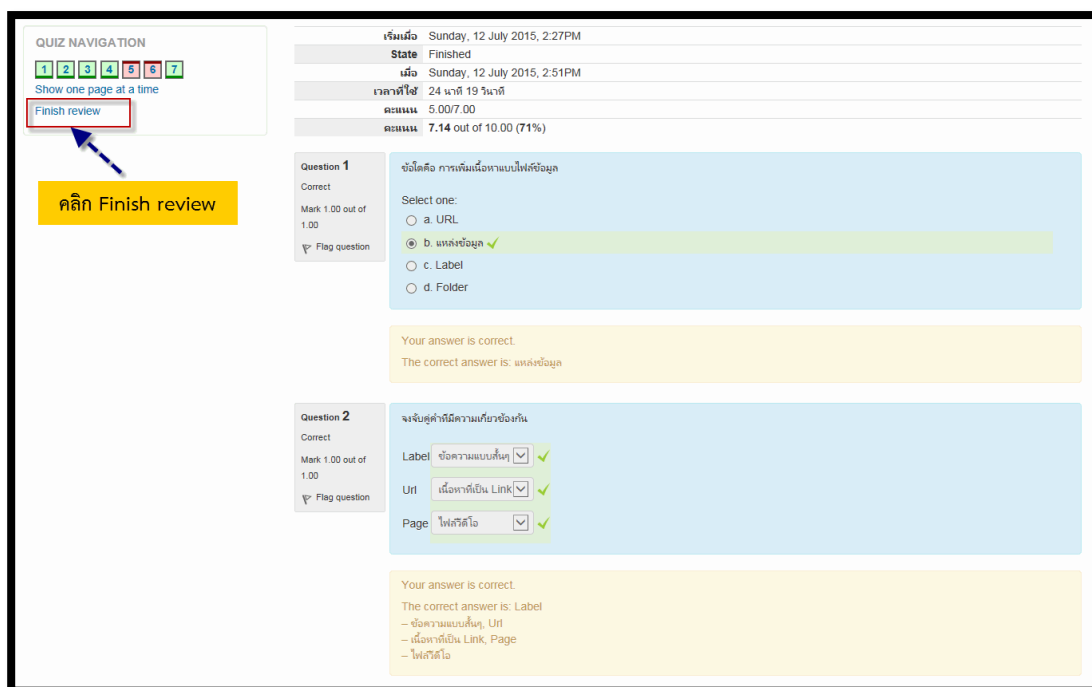 QUIZ NAVIGATION
1 2 3 4 5 6 7
Show one page at a time
Finish review
คลิก Finish review
เริ่มเมื่อ Sunday, 12 July 2015, 2:27PM
State Finished
เมื่อ Sunday, 12 July 2015, 2:51PM
เวลาที่ใช้ 24 นาที 19 วินาที
คะแนน 5.00/7.00
คะแนน 7.14 out of 10.00 (71%)
Question 1
Correct
Mark 1.00 out of
1.00
Flag question
ข้อใดคือ การเพิ่มเนื้อหาแบบไฟล์ข้อมูล
Select one:
a. URL
b. แหล่งข้อมูล
c. Label
d. Folder
Your answer is correct.
The correct answer is: แหล่งข้อมูล
Question 2
Correct
Mark 1.00 out of
1.00
Flag question
จงจับคู่คำที่มีความเกี่ยวข้องกัน
Label ข้อความแบบสั้นๆ
Url เนื้อหาที่เป็น Link
Page ไฟล์วีดีโอ
Your answer is correct.
The correct answer is: Label
– ข้อความแบบสั้นๆ, Url
– เนื้อหาที่เป็น Link, Page
– ไฟล์วีดีโอ